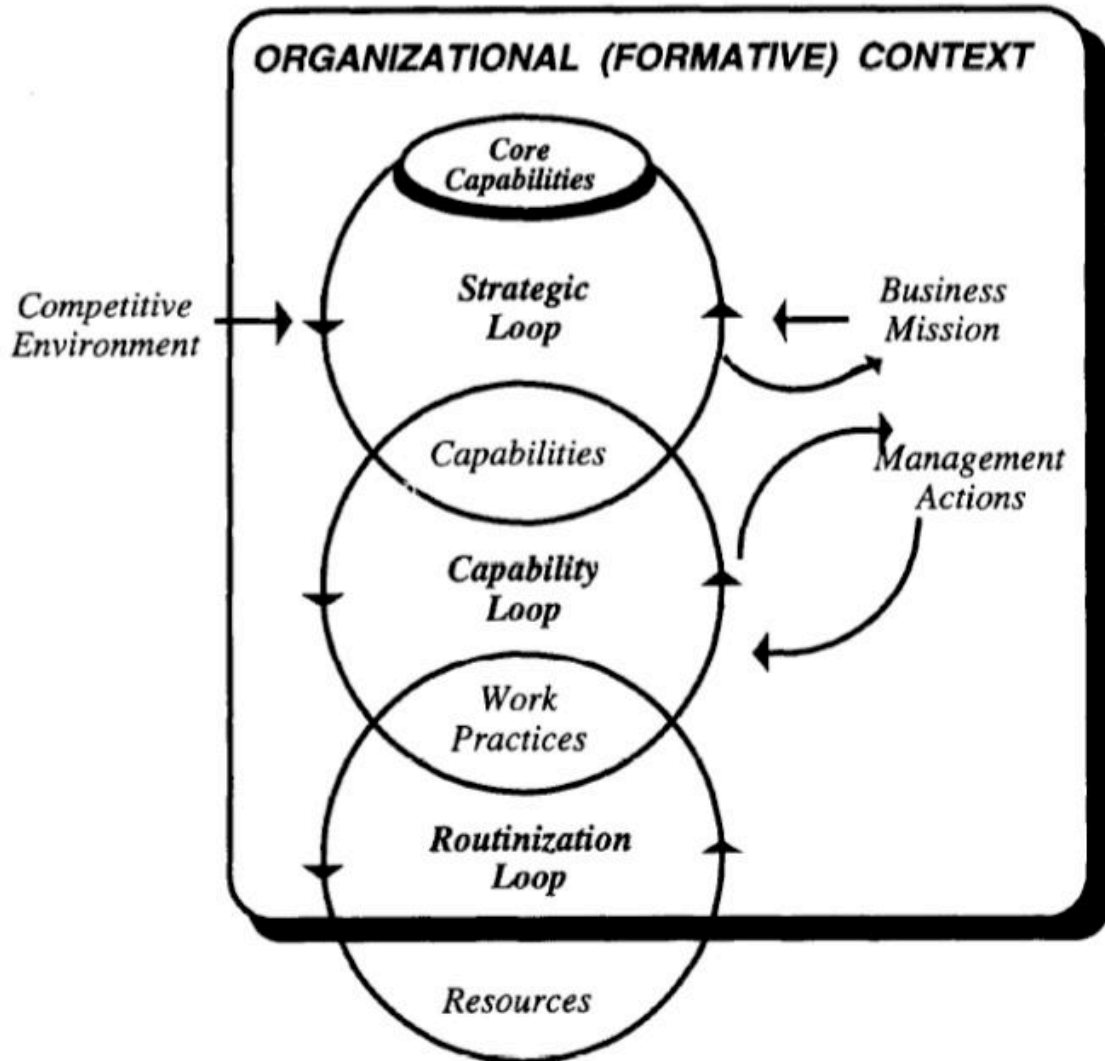 ORGANIZATIONAL (FORMATIVE) CONTEXT
Core
Capabilities
Strategic
Loop
Competitive
Environment
Business
Mission
Capabilities
Management
Actions
Capability
Loop
Work
Practices
Routinization
Loop
Resources